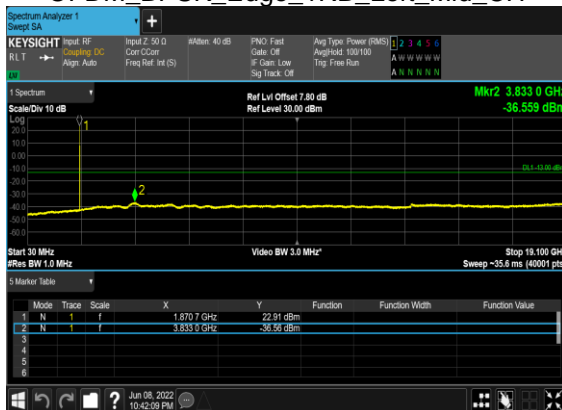 Spectrum Analyzer 1
Swept SA
KEYSIGHT Input: RF
RLT
Coupling: DC
Align: Auto
Input Z: 50 Ω
Corr CCorr
Freq Ref: Int (S)
#Atten: 40 dB
PNO: Fast
Gate: Off
IF Gain: Low
Sig Track: Off
Avg Type: Power (RMS)
Avg|Hold: 100/100
Trig: Free Run
1 2 3 4 5 6
A W W W W W
A N N N N N
LW
1 Spectrum
Scale/Div 10 dB
Ref Lvl Offset 7.80 dB
Ref Level 30.00 dBm
Mkr2 3.833 0 GHz
-36.559 dBm
Log
20.0
10.0
0.00
-10.0
-20.0
-30.0
-40.0
-50.0
-60.0
1
2
DL1 -13.00 dBm
Start 30 MHz
#Res BW 1.0 MHz
Video BW 3.0 MHz*
Stop 19.100 GHz
Sweep ~35.6 ms (40001 pts)
5 Marker Table
Mode Trace Scale X Y Function Function Width Function Value
1 N 1 f 1.870 7 GHz 22.91 dBm
2 N 1 f 3.833 0 GHz -36.56 dBm
3
4
5
6
Jun 08, 2022
10:42:09 PM